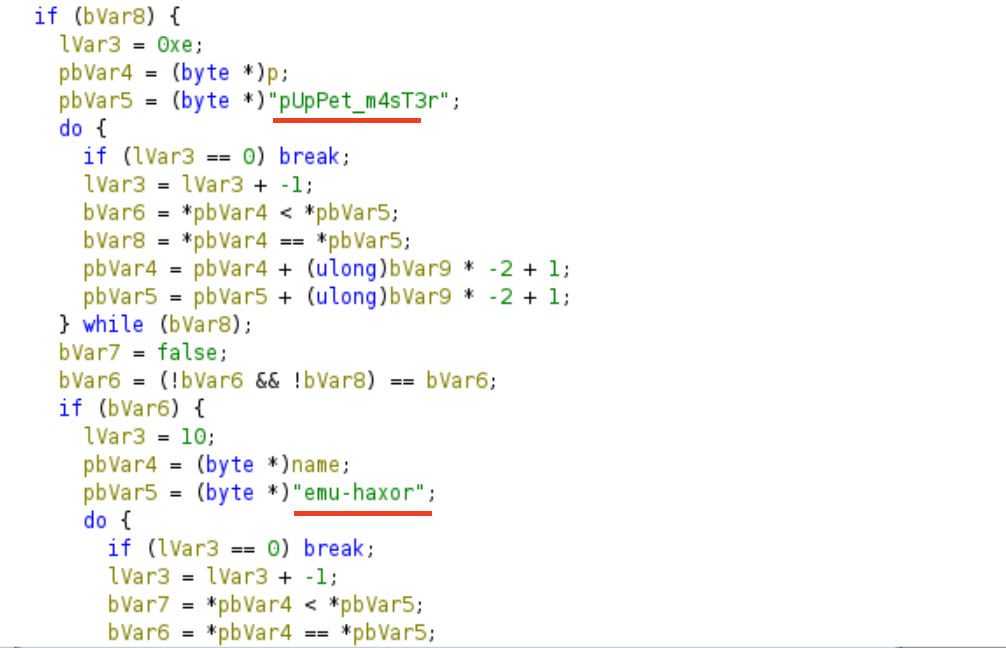 if (bVar8) {
lVar3 = 0xe;
pbVar4 = (byte *)p;
pbVar5 = (byte *)"pUpPet_m4sT3r";
do {
if (lVar3 == 0) break;
lVar3 = lVar3 + -1;
bVar6 = *pbVar4 < *pbVar5;
bVar8 = *pbVar4 == *pbVar5;
pbVar4 = pbVar4 + (ulong)bVar9 * -2 + 1;
pbVar5 = pbVar5 + (ulong)bVar9 * -2 + 1;
} while (bVar8);
bVar7 = false;
bVar6 = (!bVar6 && !bVar8) == bVar6;
if (bVar6) {
lVar3 = 10;
pbVar4 = (byte *)name;
pbVar5 = (byte *)"emu-haxor";
do {
if (lVar3 == 0) break;
lVar3 = lVar3 + -1;
bVar7 = *pbVar4 < *pbVar5;
bVar6 = *pbVar4 == *pbVar5;